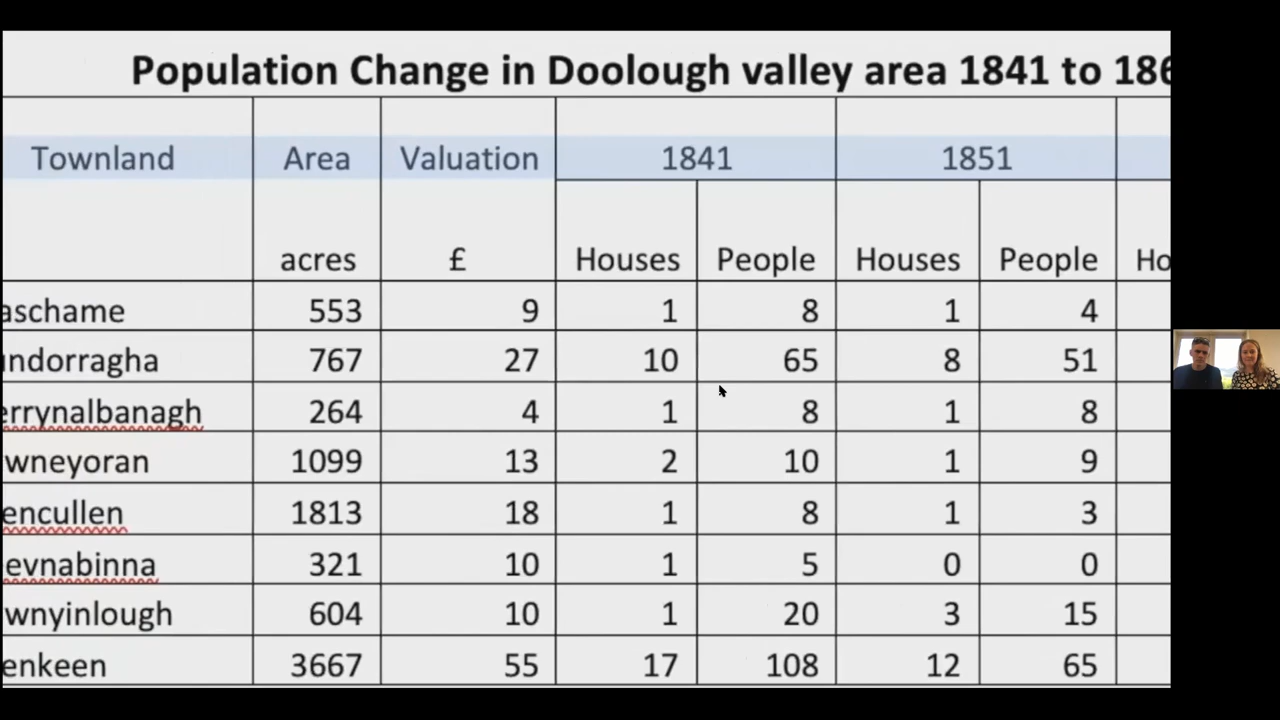 Population Change in Doolough valley area 1841 to 186
Townland Area Valuation 1841 1851
acres £ Houses People Houses People Ho
aschame 553 9 1 8 1 4
ndorragha 767 27 10 65 8 51
errynalbanagh 264 4 1 8 1 8
wneyoran 1099 13 2 10 1 9
encullen 1813 18 1 8 1 3
evnabinna 321 10 1 5 0 0
wnyinlough 604 10 1 20 3 15
enkeen 3667 55 17 108 12 65